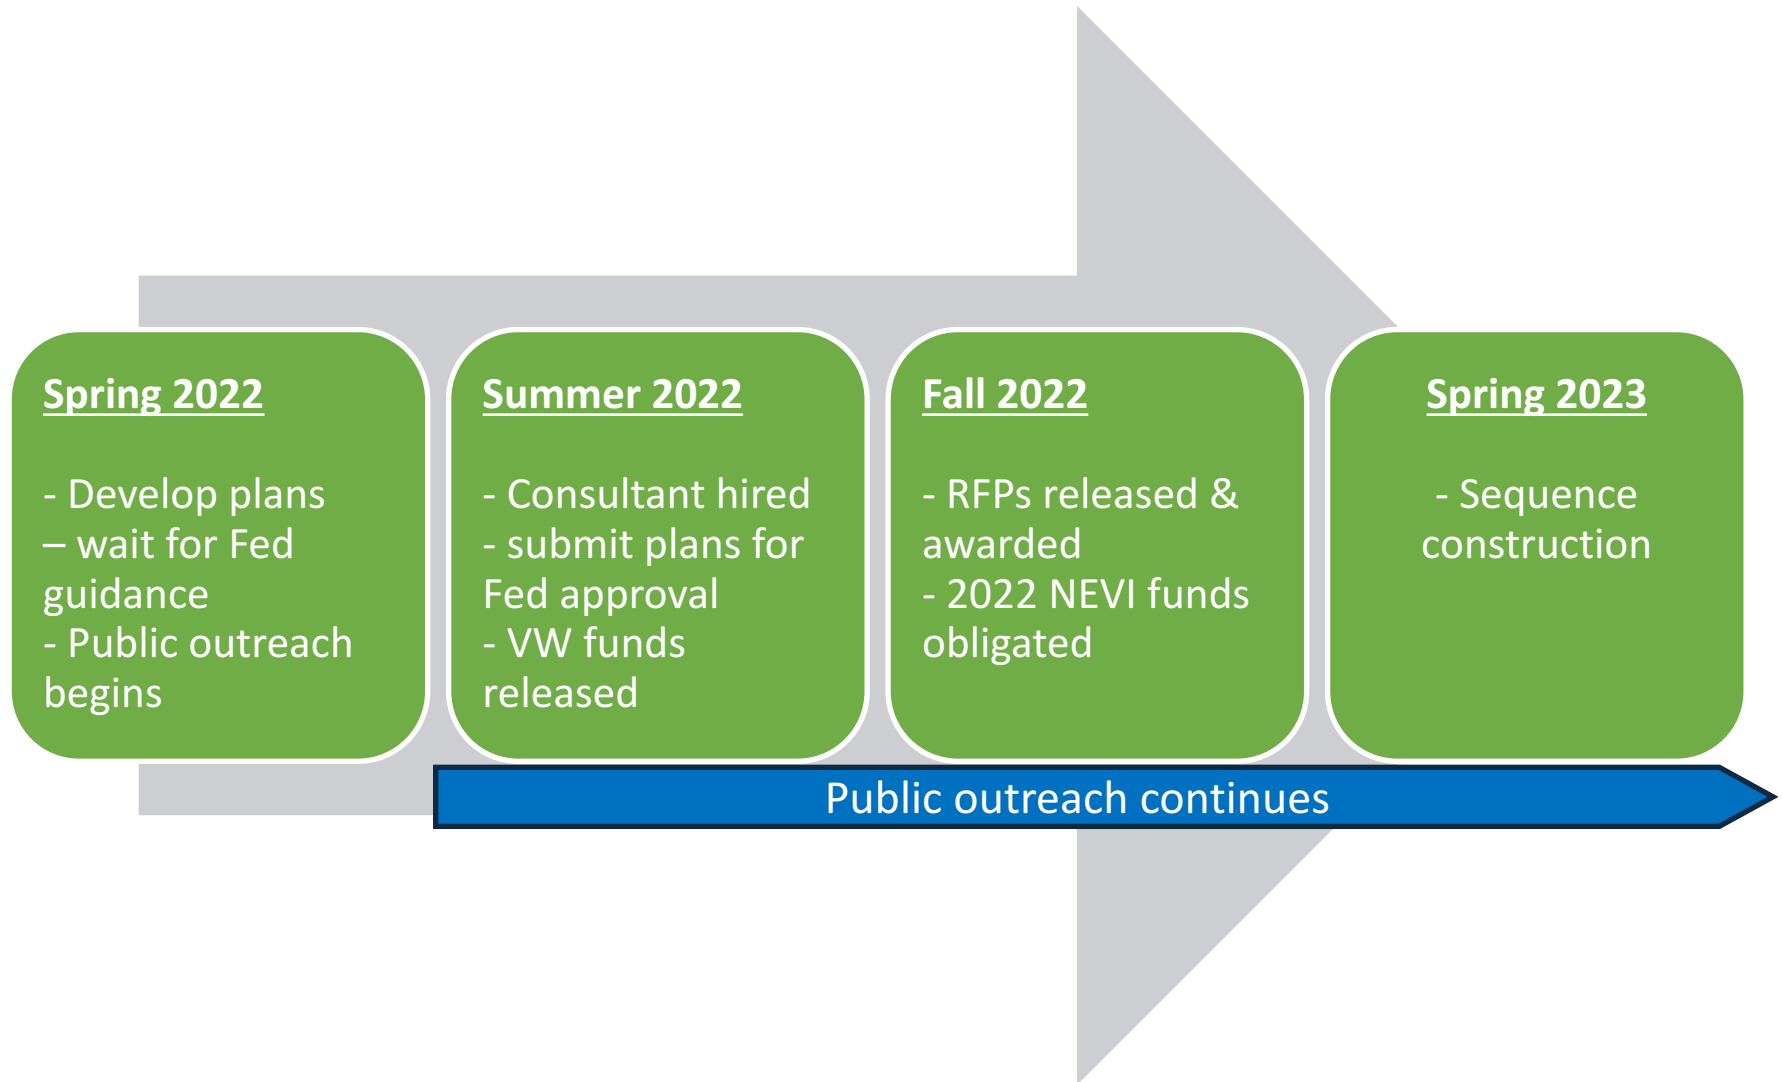 Spring 2022
- Develop plans
– wait for Fed
guidance
- Public outreach
begins
Summer 2022
- Consultant hired
- submit plans for
Fed approval
- VW funds
released
Fall 2022
- RFPs released &
awarded
- 2022 NEVI funds
obligated
Spring 2023
- Sequence
construction
Public outreach continues